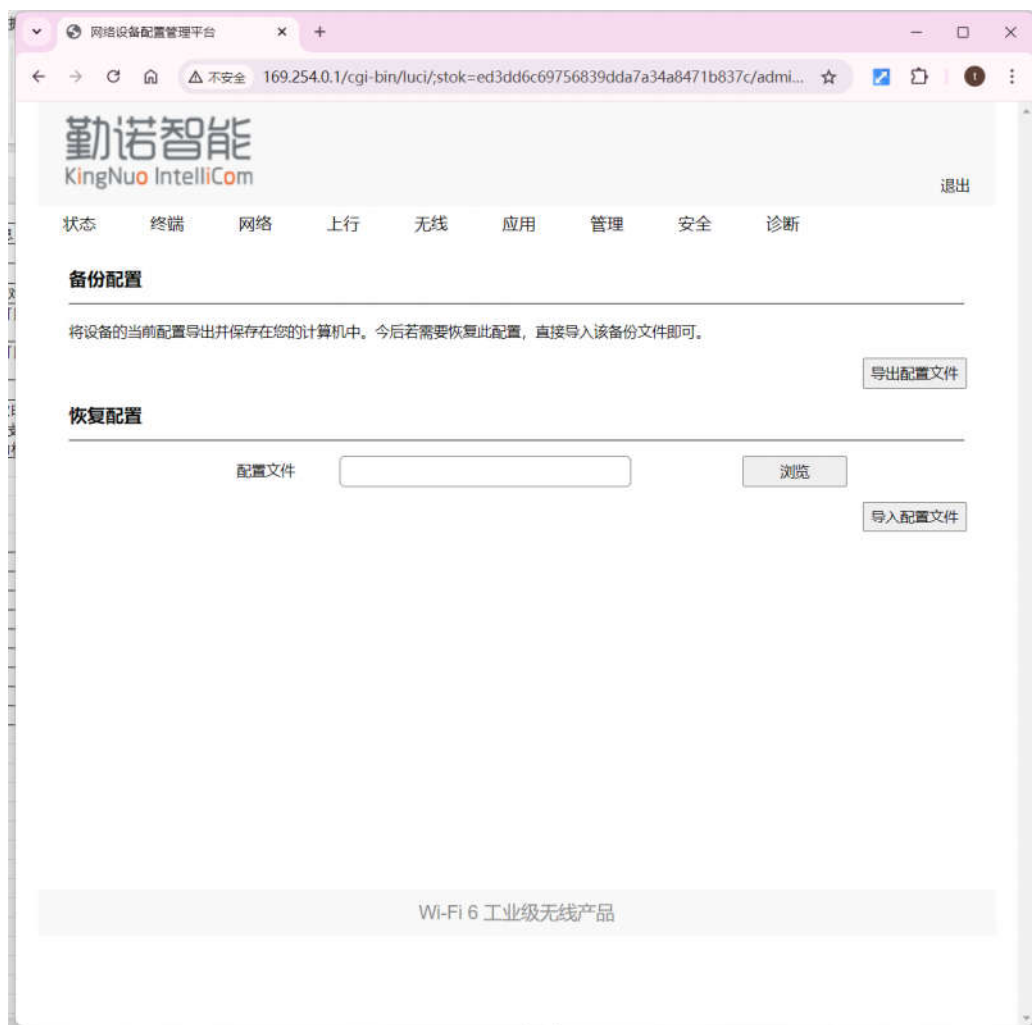 网络设备配置管理平台
不安全 169.254.0.1/cgi-bin/luci/;stok=ed3dd6c69756839dda7a34a8471b837c/admi...
勤诺智能
KingNuo IntelliCom
退出
状态 终端 网络 上行 无线 应用 管理 安全 诊断
备份配置
将设备的当前配置导出并保存在您的计算机中。今后若需要恢复此配置，直接导入该备份文件即可。
导出配置文件
恢复配置
配置文件 浏览
导入配置文件
Wi-Fi 6 工业级无线产品